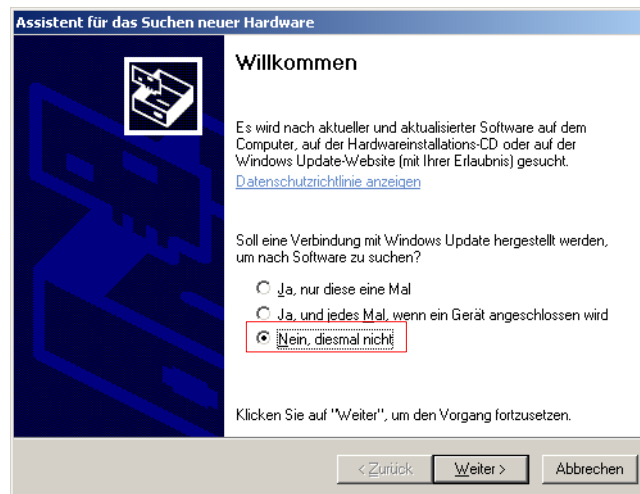 Assistent für das Suchen neuer Hardware
Willkommen
Es wird nach aktueller und aktualisierter Software auf dem
Computer, auf der Hardwareinstallations-CD oder auf der
Windows Update-Website (mit Ihrer Erlaubnis) gesucht.
Datenschutzrichtlinie anzeigen
Soll eine Verbindung mit Windows Update hergestellt werden,
um nach Software zu suchen?
Ja, nur diese eine Mal
Ja, und jedes Mal, wenn ein Gerät angeschlossen wird
Nein, diesmal nicht
Klicken Sie auf "Weiter", um den Vorgang fortzusetzen.
< Zurück Weiter > Abbrechen